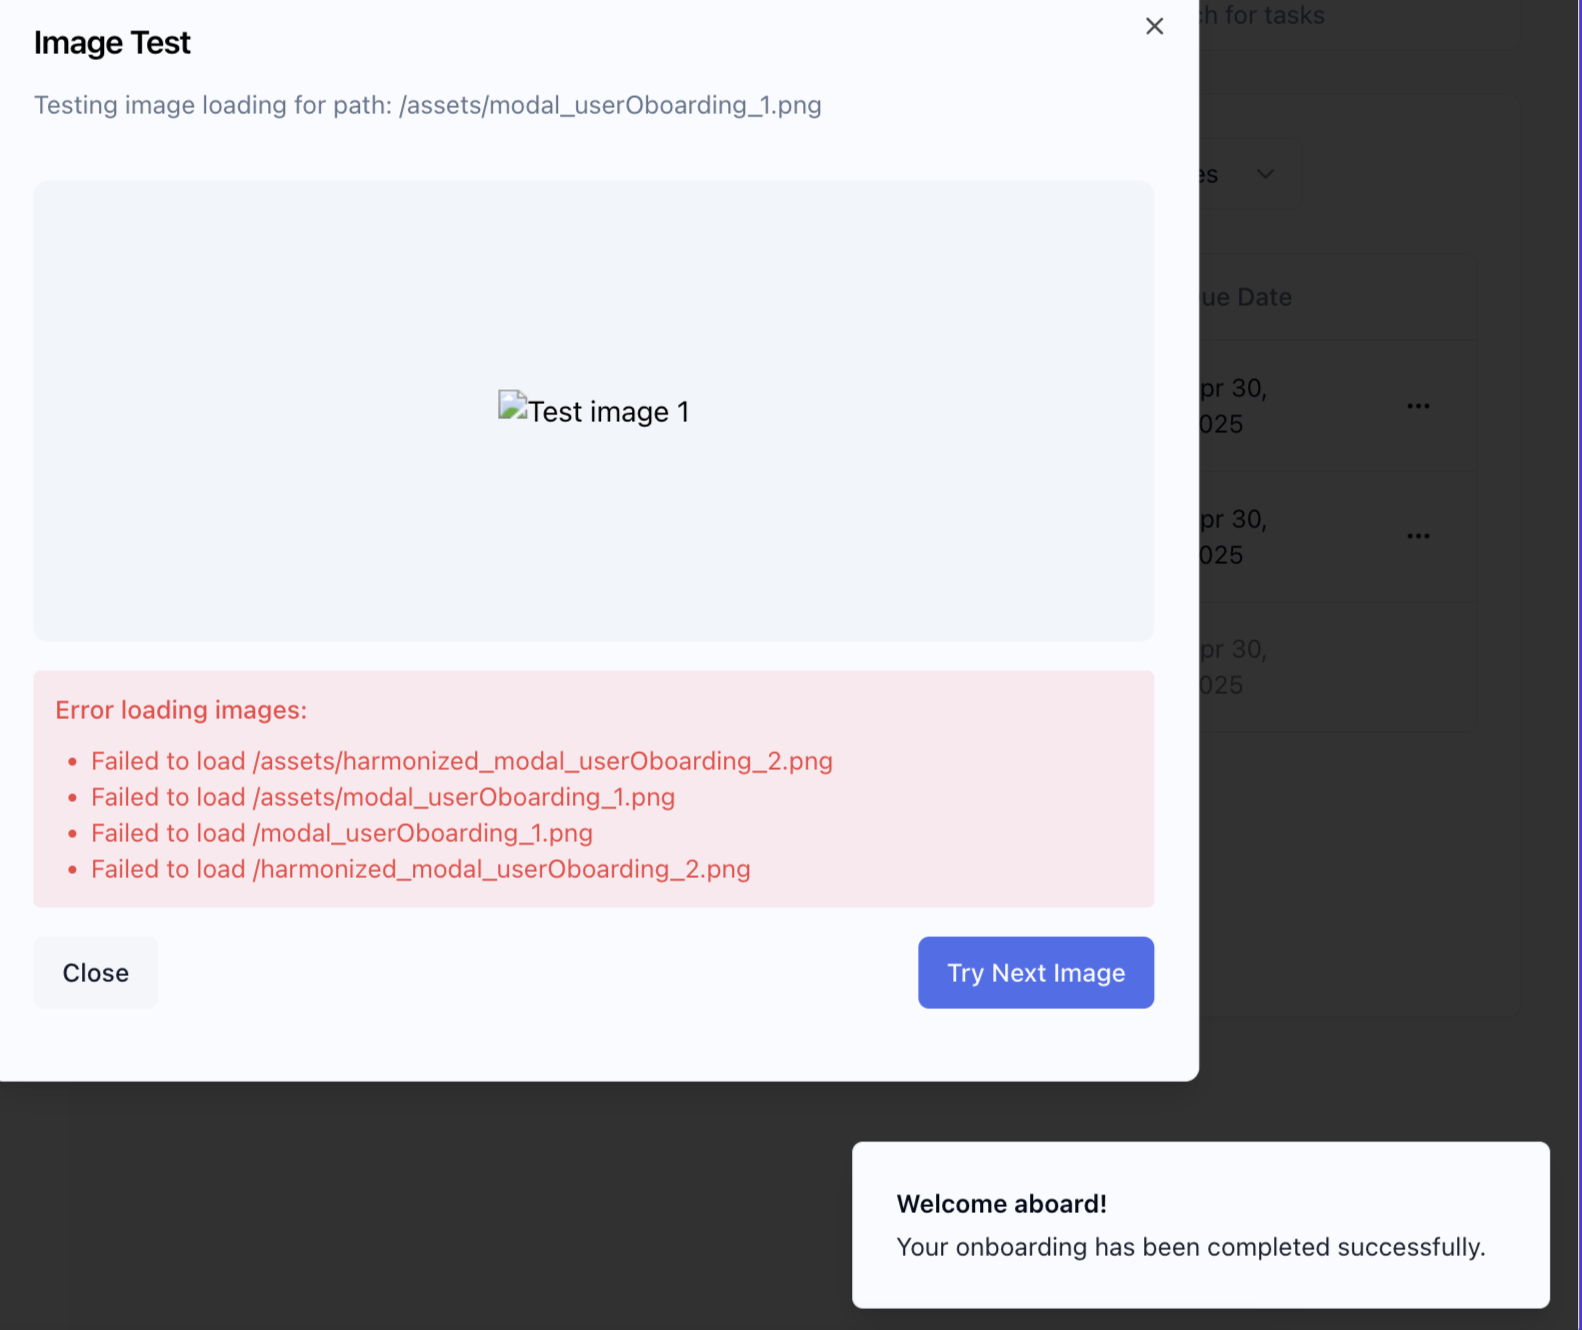 Image Test
ch for tasks
Testing image loading for path: /assets/modal_userOboarding_1.png
es
ue Date
pr 30,
025
Test image 1
pr 30,
025
pr 30,
025
Error loading images:
• Failed to load /assets/harmonized_modal_userOboarding_2.png
• Failed to load /assets/modal_userOboarding_1.png
• Failed to load /modal_userOboarding_1.png
• Failed to load /harmonized_modal_userOboarding_2.png
Close
Try Next Image
Welcome aboard!
Your onboarding has been completed successfully.